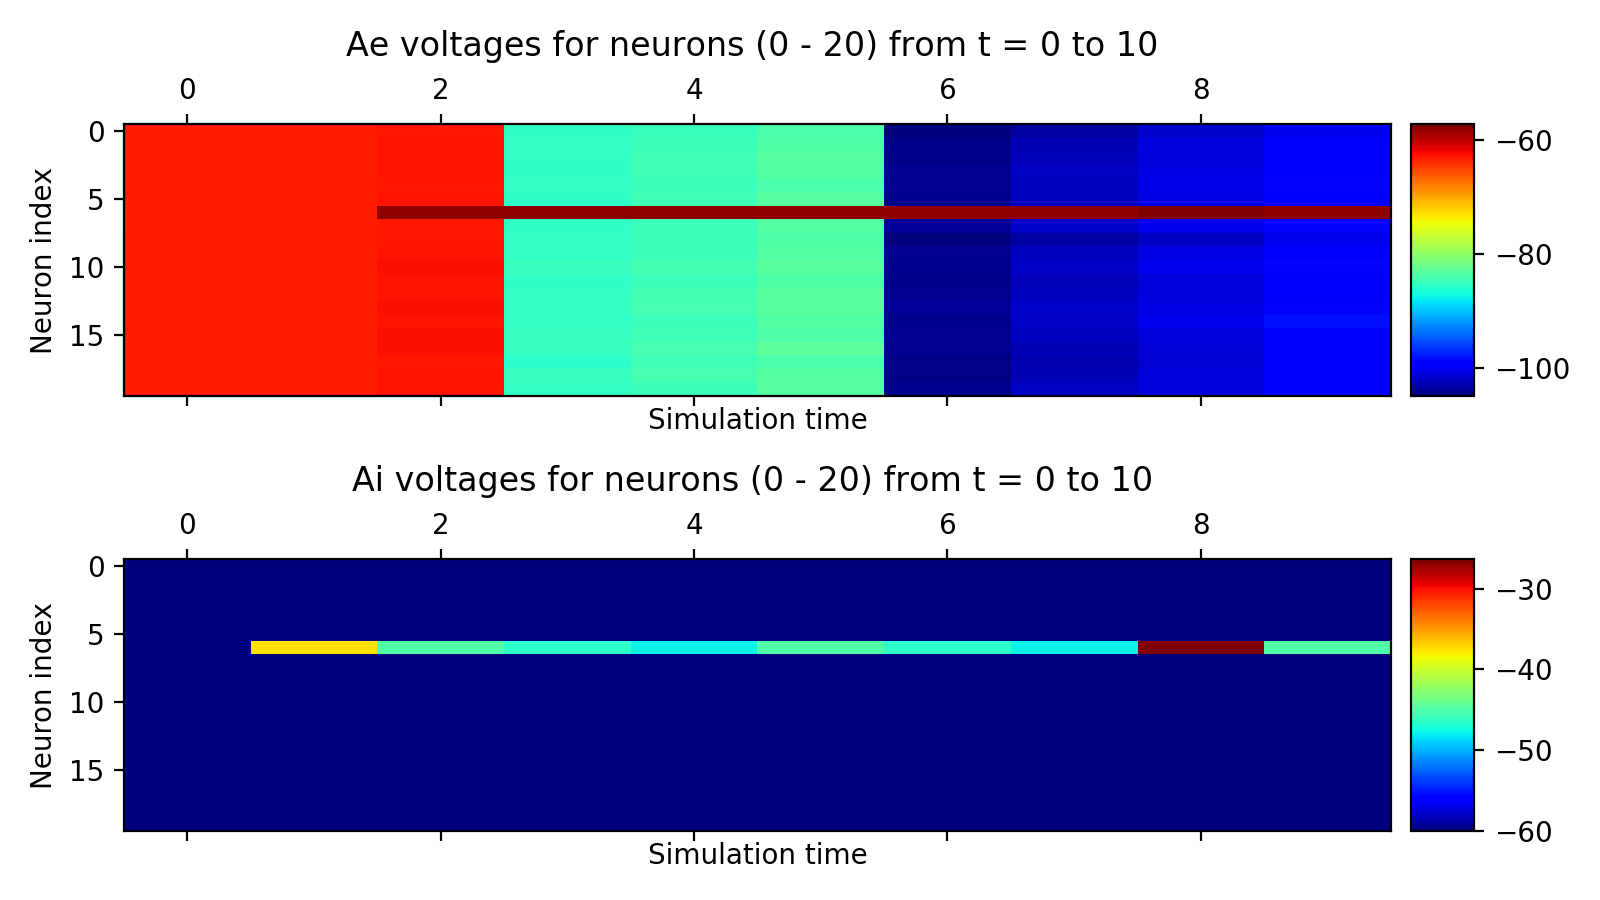 Ae voltages for neurons (0 - 20) from t = 0 to 10
0 2 4 6 8
Neuron index
0
5
10
15
−60
−80
−100
Simulation time
Ai voltages for neurons (0 - 20) from t = 0 to 10
0 2 4 6 8
Neuron index
0
5
10
15
−30
−40
−50
−60
Simulation time